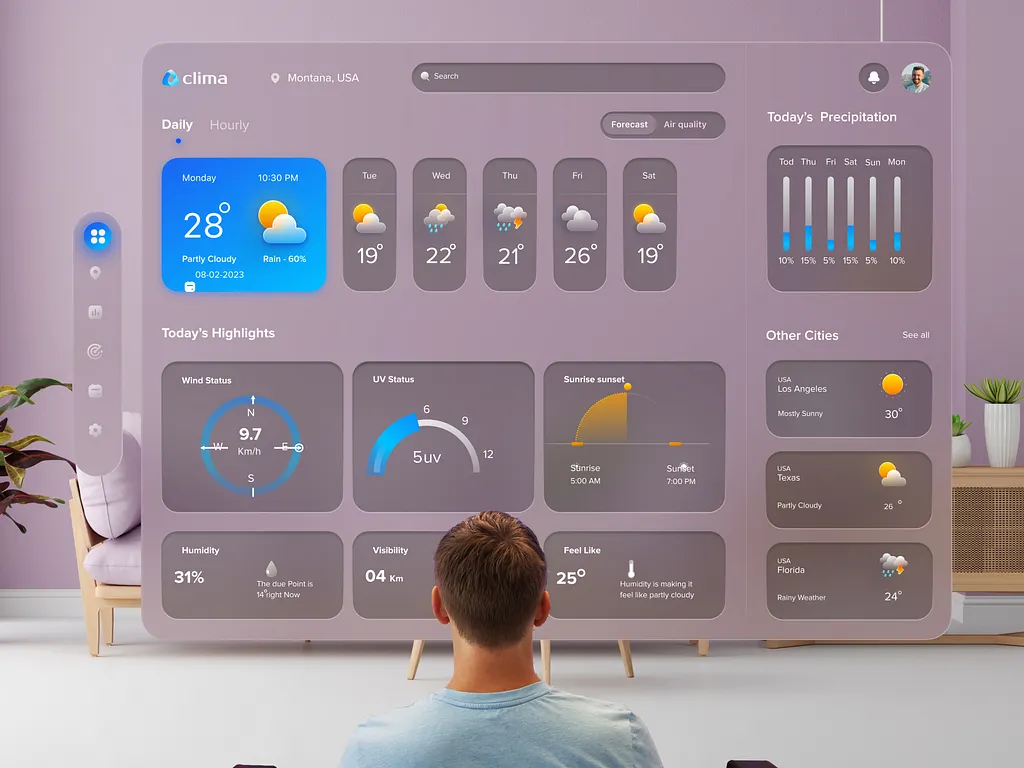 clima
Montana, USA
Search
Daily
Hourly
Forecast
Air quality
Monday
10:30 PM
28°
Partly Cloudy
Rain - 60%
08-02-2023
Tue
19°
Wed
22°
Thu
21°
Fri
26°
Sat
19°
Today's Precipitation
Tod Thu Fri Sat Sun Mon
10% 15% 5% 15% 5% 10%
Today's Highlights
Wind Status
N
W
E
S
9.7
Km/h
UV Status
6
9
12
5uv
Sunrise sunset
Sunrise
5:00 AM
Sunset
7:00 PM
Humidity
31%
The due Point is
14°right Now
Visibility
04 Km
Feel Like
25°
Humidity is making it
feel like partly cloudy
Other Cities
See all
USA
Los Angeles
Mostly Sunny
30°
USA
Texas
Partly Cloudy
26 °
USA
Florida
Rainy Weather
24°